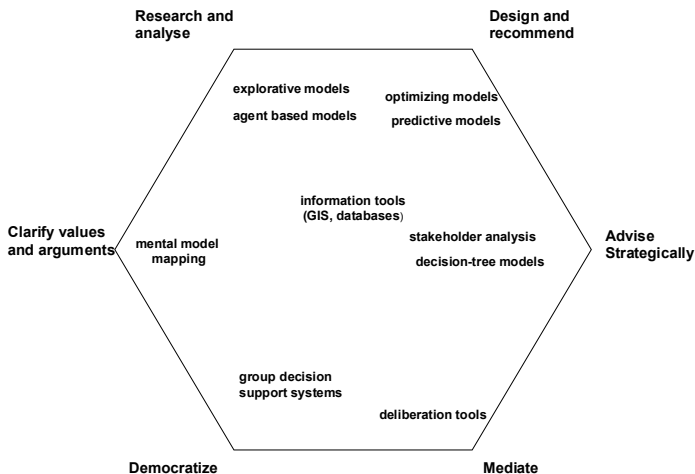 Research and
analyse
Design and
recommend
explorative models
agent based models
optimizing models
predictive models
information tools
(GIS, databases)
Clarify values
and arguments
mental model
mapping
stakeholder analysis
decision-tree models
Advise
Strategically
group decision
support systems
deliberation tools
Democratize
Mediate